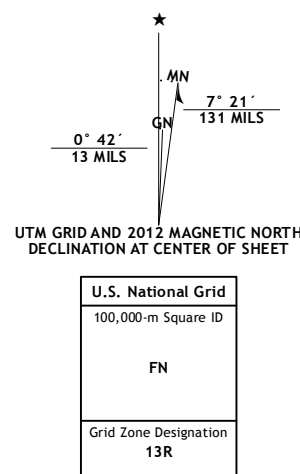 MN
GN
7° 21´
131 MILS
0° 42´
13 MILS
UTM GRID AND 2012 MAGNETIC NORTH
DECLINATION AT CENTER OF SHEET
U.S. National Grid
100,000-m Square ID
FN
Grid Zone Designation
13R